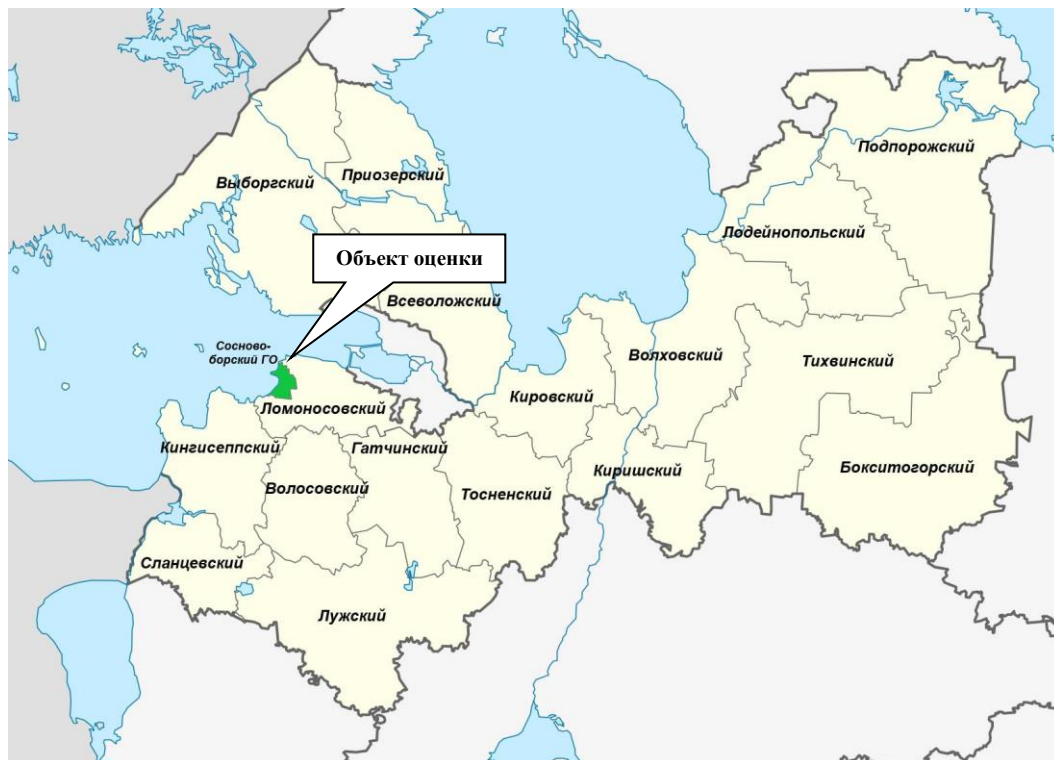 Подпорожский
Выборгский
Приозерский
Лодейнопольский
Объект оценки
Всеволожский
Сосново-
борский ГО
Волховский
Тихвинский
Кировский
Ломоносовский
Кингисеппский
Гатчинский
Киришский
Бокситогорский
Волосовский
Тосненский
Сланцевский
Лужский